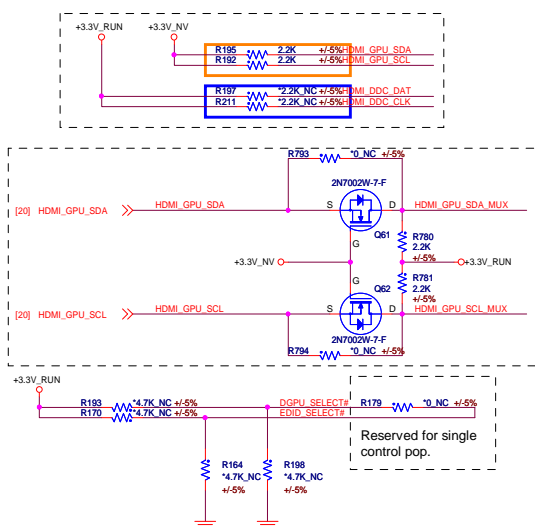 +3.3V_RUN +3.3V_NV
R195 2.2K +/-5% HDMI_GPU_SDA
R192 2.2K +/-5% HDMI_GPU_SCL
R197 *2.2K_NC +/-5% HDMI_DDC_DAT
R211 *2.2K_NC +/-5% HDMI_DDC_CLK
R793 *0_NC +/-5%
2N7002W-7-F
[20] HDMI_GPU_SDA HDMI_GPU_SDA S D HDMI_GPU_SDA_MUX
Q61 R780
G 2.2K
+/-5%
+3.3V_NV +3.3V_RUN
G Q62 R781
2.2K
+/-5%
[20] HDMI_GPU_SCL HDMI_GPU_SCL S D HDMI_GPU_SCL_MUX
2N7002W-7-F
R794 *0_NC +/-5%
+3.3V_RUN
R193 *4.7K_NC +/-5% DGPU_SELECT# R179 *0_NC +/-5%
R170 *4.7K_NC +/-5% EDID_SELECT#
Reserved for single
control pop.
R164 R198
*4.7K_NC *4.7K_NC
+/-5% +/-5%